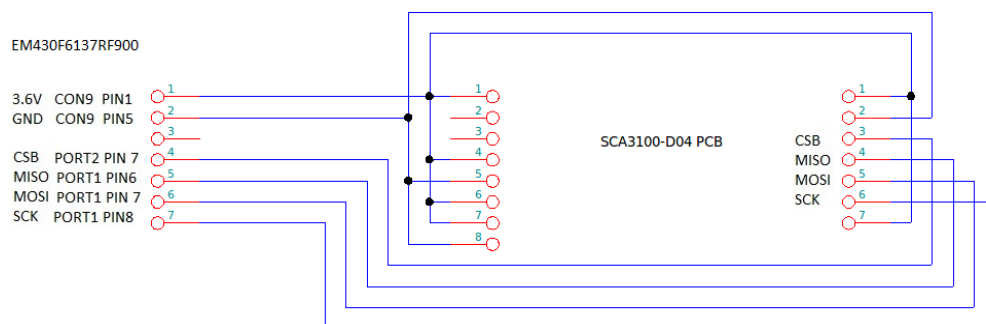 EM430F6137RF900
3.6V CON9 PIN1 1
GND CON9 PIN5 2
3
CSB PORT2 PIN 7 4
MISO PORT1 PIN6 5
MOSI PORT1 PIN 7 6
SCK PORT1 PIN8 7
1
2
3
4
5
6
7
8
SCA3100-D04 PCB
1
2
CSB 3
MISO 4
MOSI 5
SCK 6
7